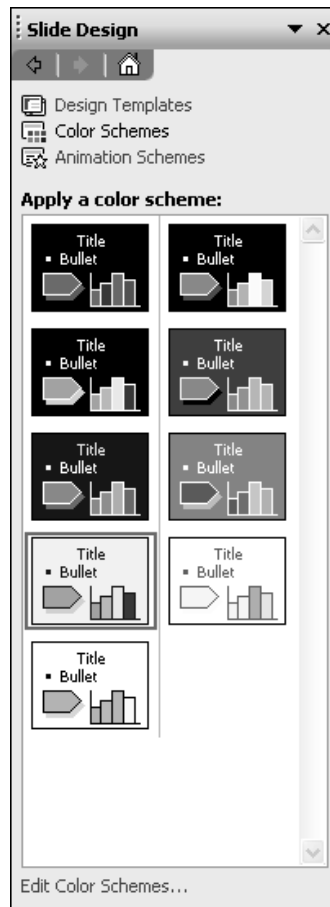 Slide Design
Design Templates
Color Schemes
Animation Schemes
Apply a color scheme:
Title
▪ Bullet
Title
▪ Bullet
Title
▪ Bullet
Title
▪ Bullet
Title
▪ Bullet
Title
▪ Bullet
Title
▪ Bullet
Title
▪ Bullet
Title
▪ Bullet
Edit Color Schemes...